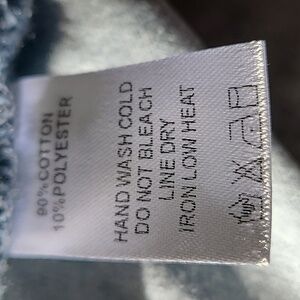 90% COTTON
10% POLYESTER
HAND WASH COLD
DO NOT BLEACH
LINE DRY
IRON LOW HEAT